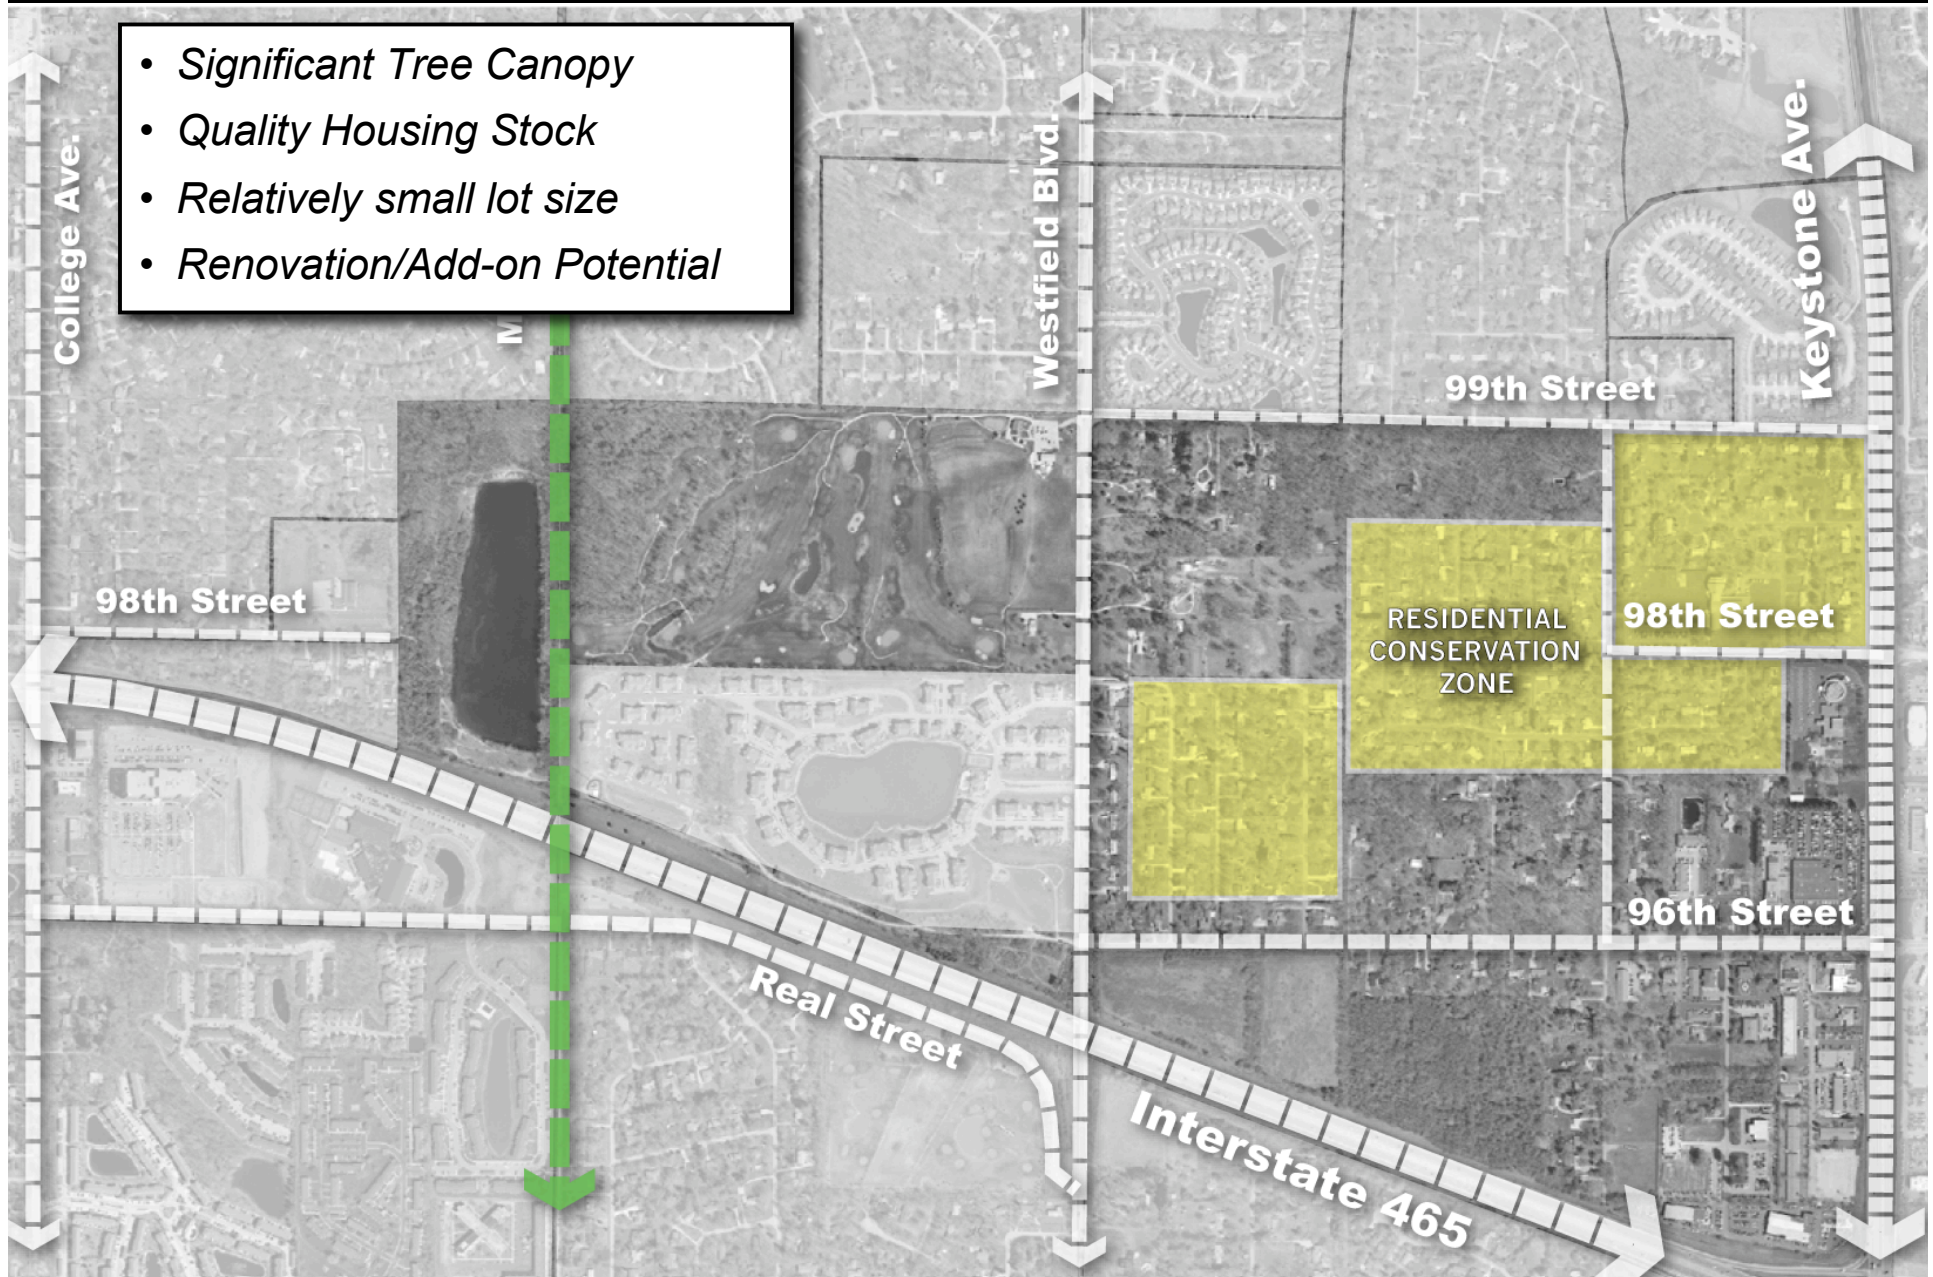 • Significant Tree Canopy
• Quality Housing Stock
• Relatively small lot size
• Renovation/Add-on Potential
College Ave.
M
Westfield Blvd.
Keystone Ave.
99th Street
98th Street
98th Street
RESIDENTIAL
CONSERVATION
ZONE
96th Street
Real Street
Interstate 465